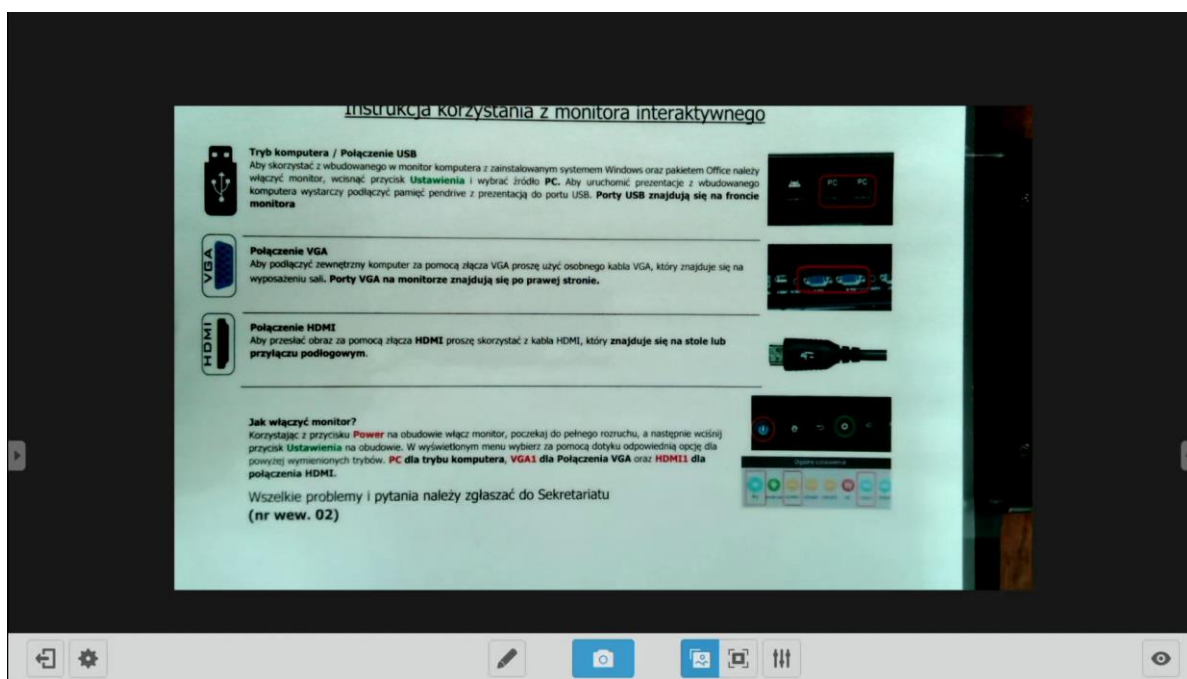 Instrukcja korzystania z monitora interaktywnego
Tryb komputera / Połączenie USB
Aby skorzystać z wbudowanego w monitor komputera z zainstalowanym systemem Windows oraz pakietem Office należy
włączyć monitor, wcisnąć przycisk Ustawienia i wybrać źródło PC. Aby uruchomić prezentacje z wbudowanego
komputera wystarczy podłączyć pamięć pendrive z prezentacją do portu USB. Porty USB znajdują się na froncie
monitora
PC PC
VGA
Połączenie VGA
Aby podłączyć zewnętrzny komputer za pomocą złącza VGA proszę użyć osobnego kabla VGA, który znajduje się na
wyposażeniu sali. Porty VGA na monitorze znajdują się po prawej stronie.
HDMI
Połączenie HDMI
Aby przesłać obraz za pomocą złącza HDMI proszę skorzystać z kabla HDMI, który znajduje się na stole lub
przyłączu podłogowym.
Jak włączyć monitor?
Korzystając z przycisku Power na obudowie włącz monitor, poczekaj do pełnego rozruchu, a następnie wciśnij
przycisk Ustawienia na obudowie. W wyświetlonym menu wybierz za pomocą dotyku odpowiednią opcję dla
powyżej wymienionych trybów. PC dla trybu komputera, VGA1 dla Połączenia VGA oraz HDMI1 dla
połączenia HDMI.
Ogólne ustawienia
Wszelkie problemy i pytania należy zgłaszać do Sekretariatu
(nr wew. 02)